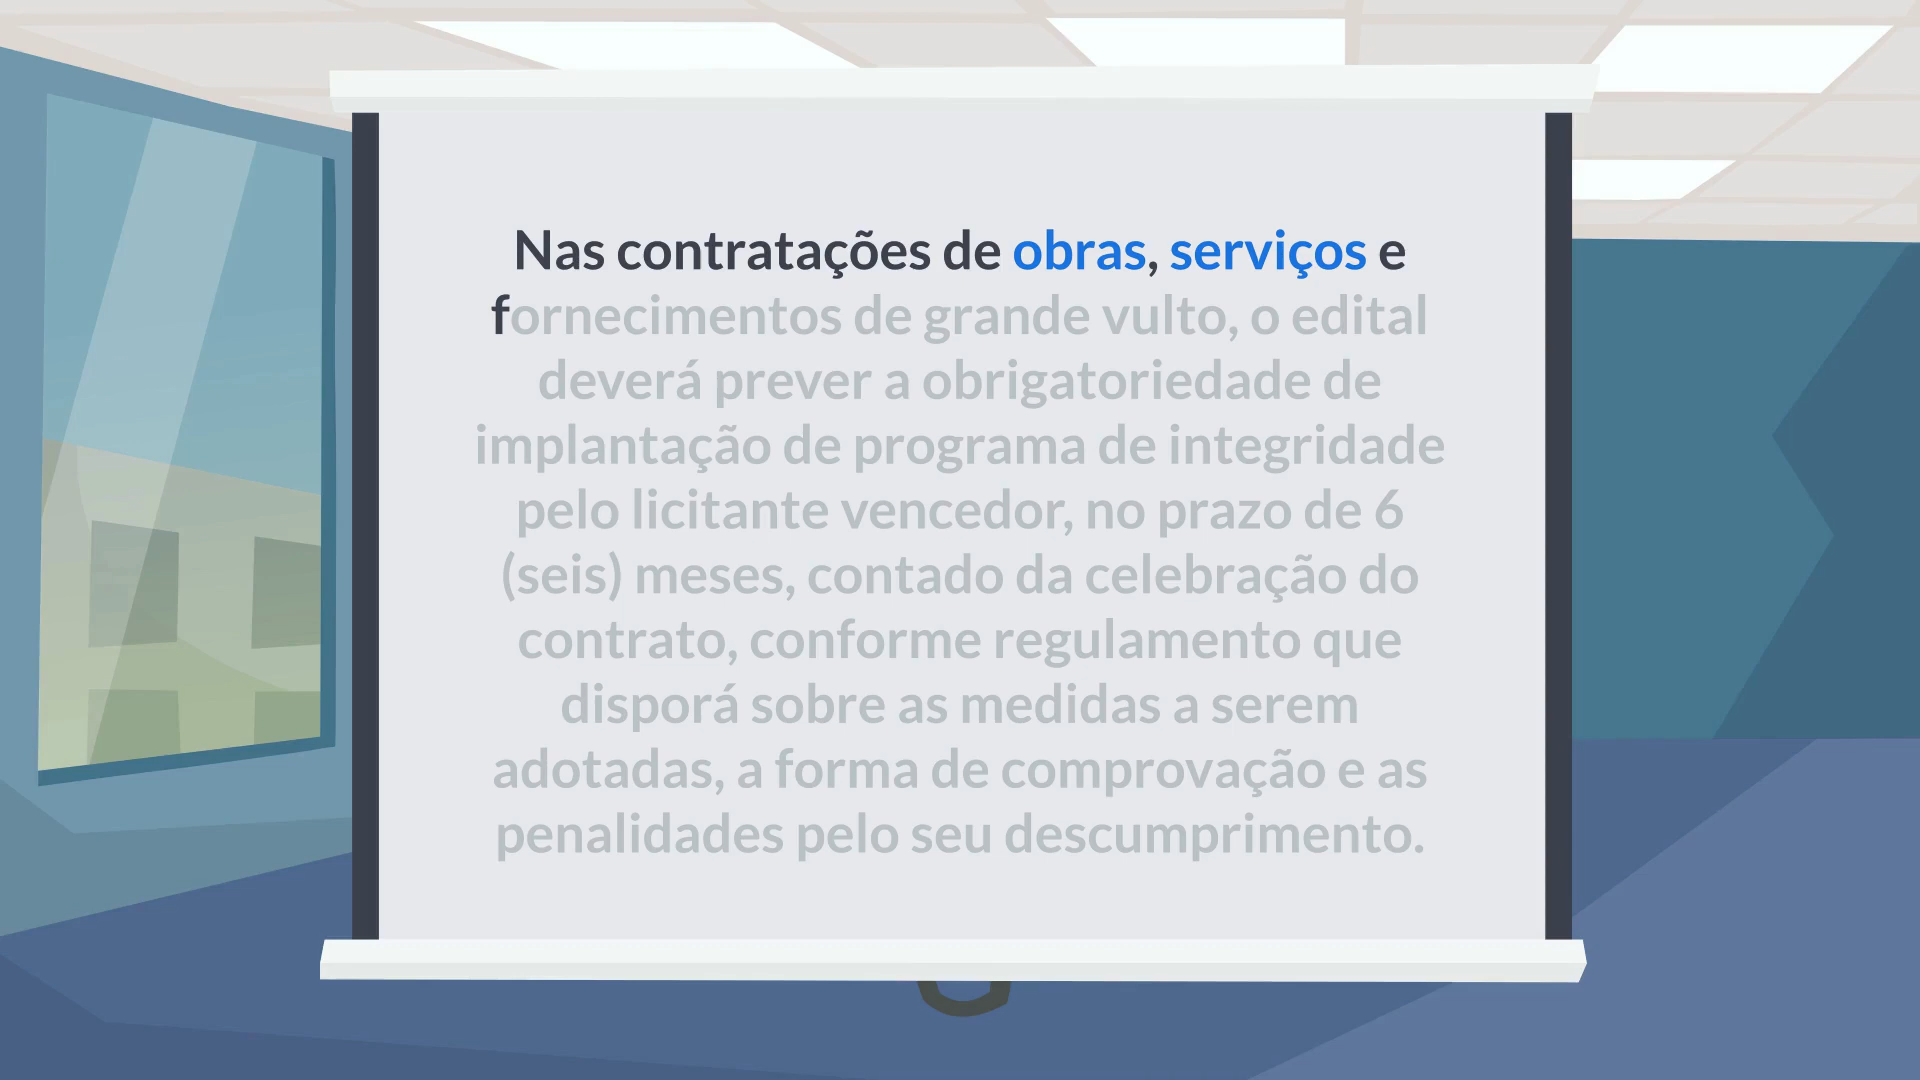 Nas contratações de obras, serviços e
fornecimentos de grande vulto, o edital
deverá prever a obrigatoriedade de
implantação de programa de integridade
pelo licitante vencedor, no prazo de 6
(seis) meses, contado da celebração do
contrato, conforme regulamento que
disporá sobre as medidas a serem
adotadas, a forma de comprovação e as
penalidades pelo seu descumprimento.